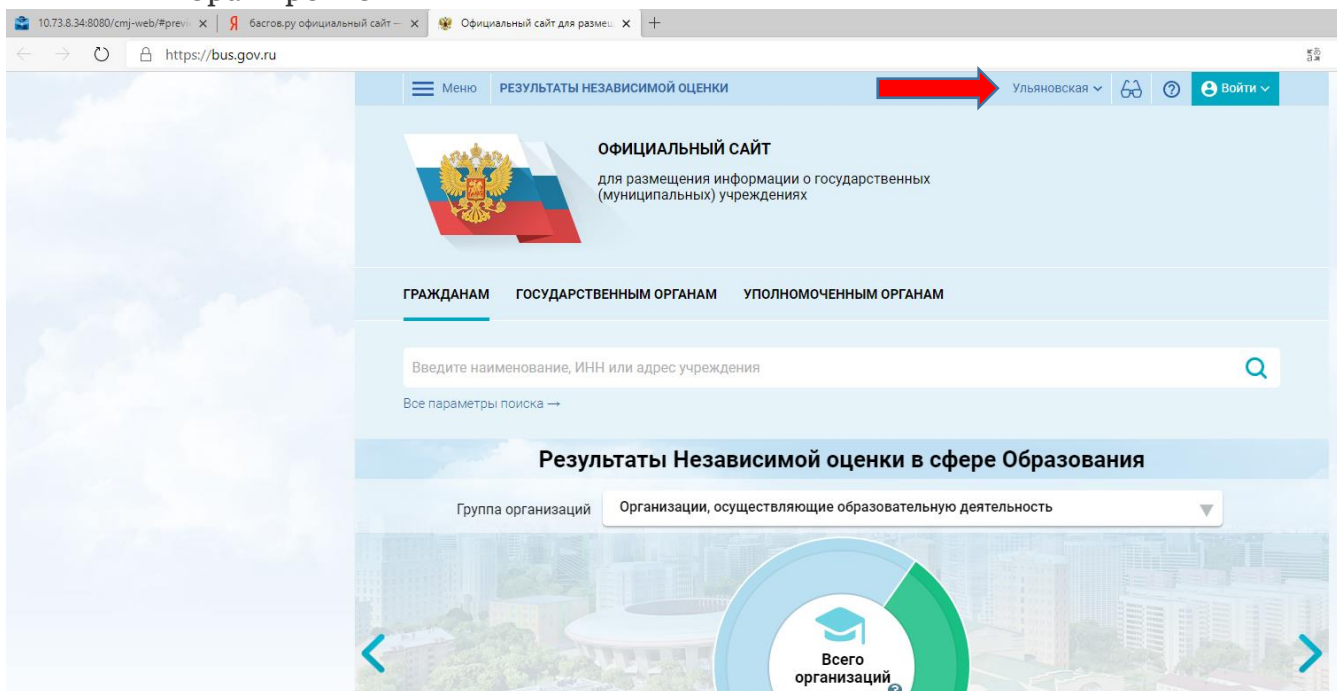 10.73.8.34:8080/cmj-web/#previ
Я басгов.ру официальный сайт —
Официальный сайт для размещ
https://bus.gov.ru
Меню РЕЗУЛЬТАТЫ НЕЗАВИСИМОЙ ОЦЕНКИ Ульяновская Войти
ОФИЦИАЛЬНЫЙ САЙТ
для размещения информации о государственных
(муниципальных) учреждениях
ГРАЖДАНАМ ГОСУДАРСТВЕННЫМ ОРГАНАМ УПОЛНОМОЧЕННЫМ ОРГАНАМ
Введите наименование, ИНН или адрес учреждения
Все параметры поиска →
Результаты Независимой оценки в сфере Образования
Группа организаций Организации, осуществляющие образовательную деятельность
Всего
организаций